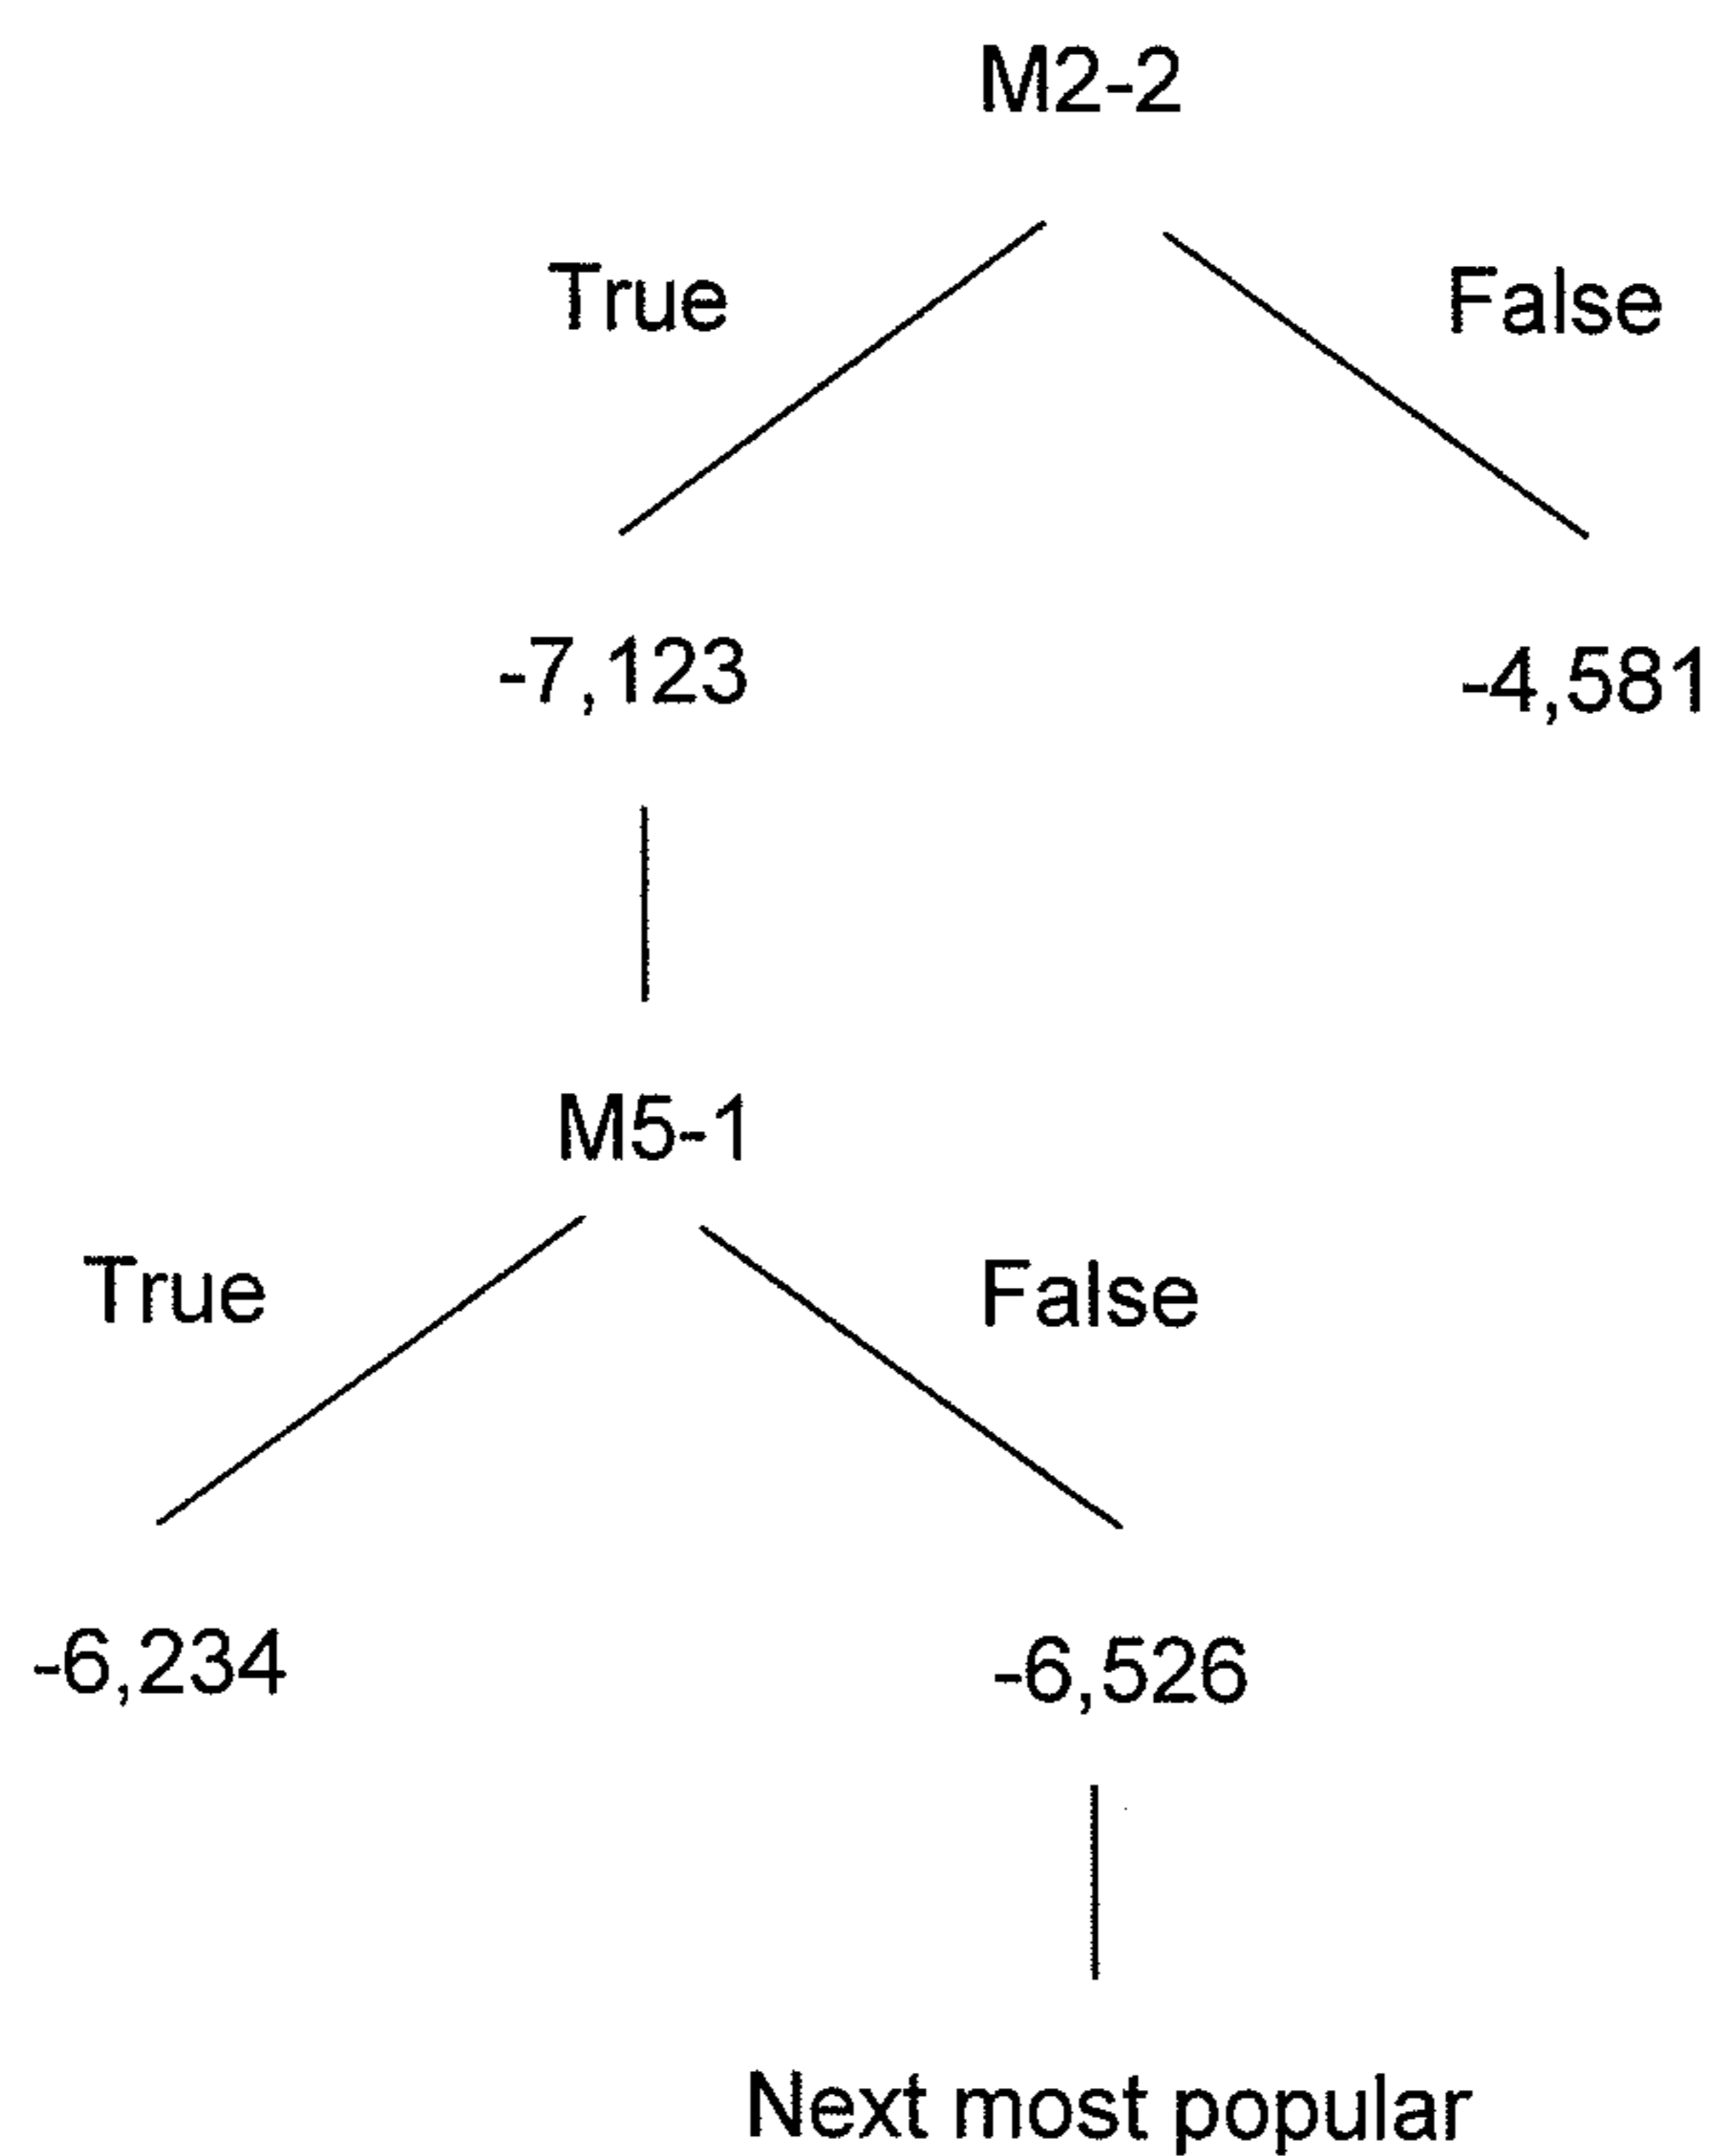 M2-2
True
False
-7,123
-4,581
M5-1
True
False
-6,234
-6,526
Next most popular